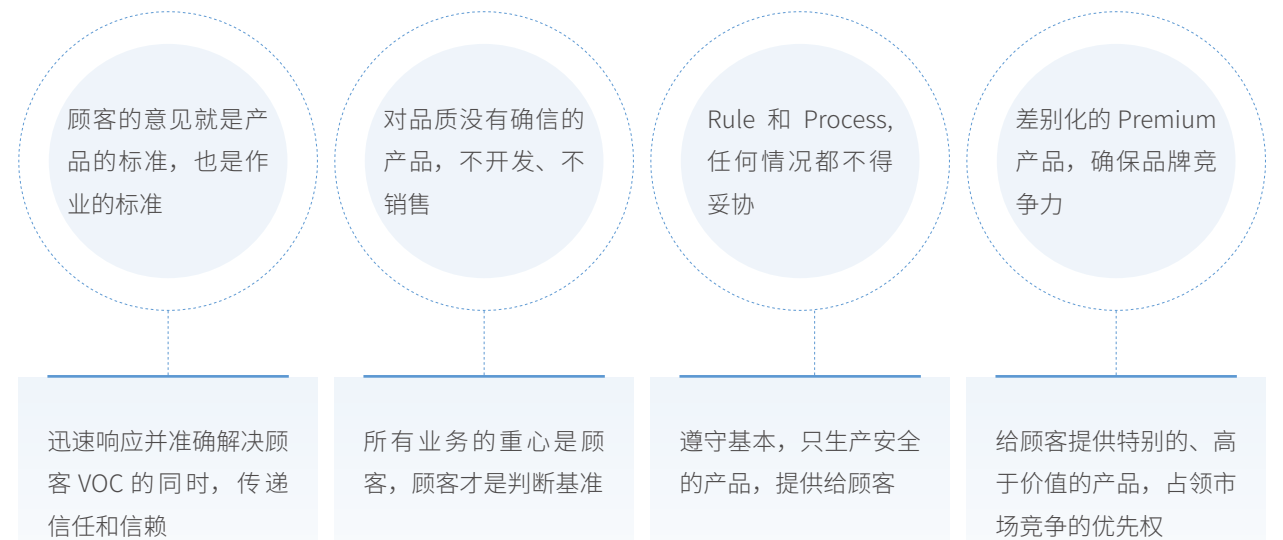 顾客的意见就是产
品的标准，也是作
业的标准
对品质没有确信的
产品，不开发、不
销售
Rule 和 Process,
任何情况都不得
妥协
差别化的 Premium
产品，确保品牌竞
争力
迅速响应并准确解决顾
客 VOC 的同时，传递
信任和信赖
所有业务的重心是顾
客，顾客才是判断基准
遵守基本，只生产安全
的产品，提供给顾客
给顾客提供特别的、高
于价值的产品，占领市
场竞争的优先权